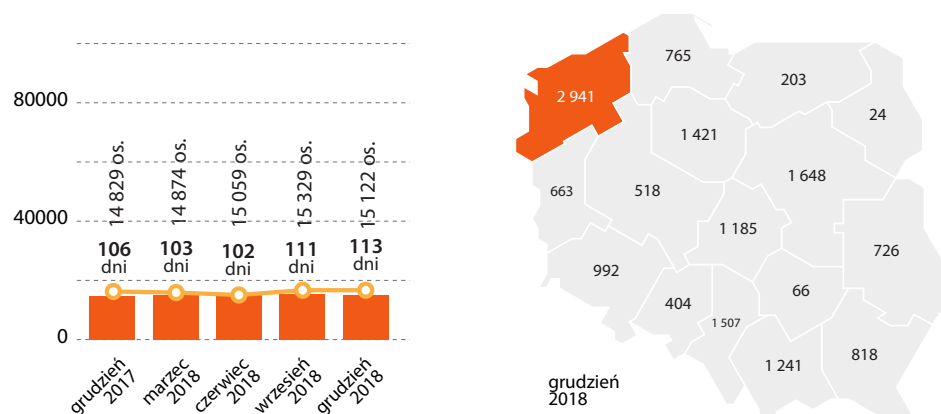 80000
40000
0
14 829 os.
14 874 os.
15 059 os.
15 329 os.
15 122 os.
106
dni
103
dni
102
dni
111
dni
113
dni
grudzień
2017
marzec
2018
czerwiec
2018
wrzesień
2018
grudzień
2018
2 941
765
203
24
1 421
1 648
663
518
1 185
726
992
404
1 507
66
1 241
818
grudzień
2018